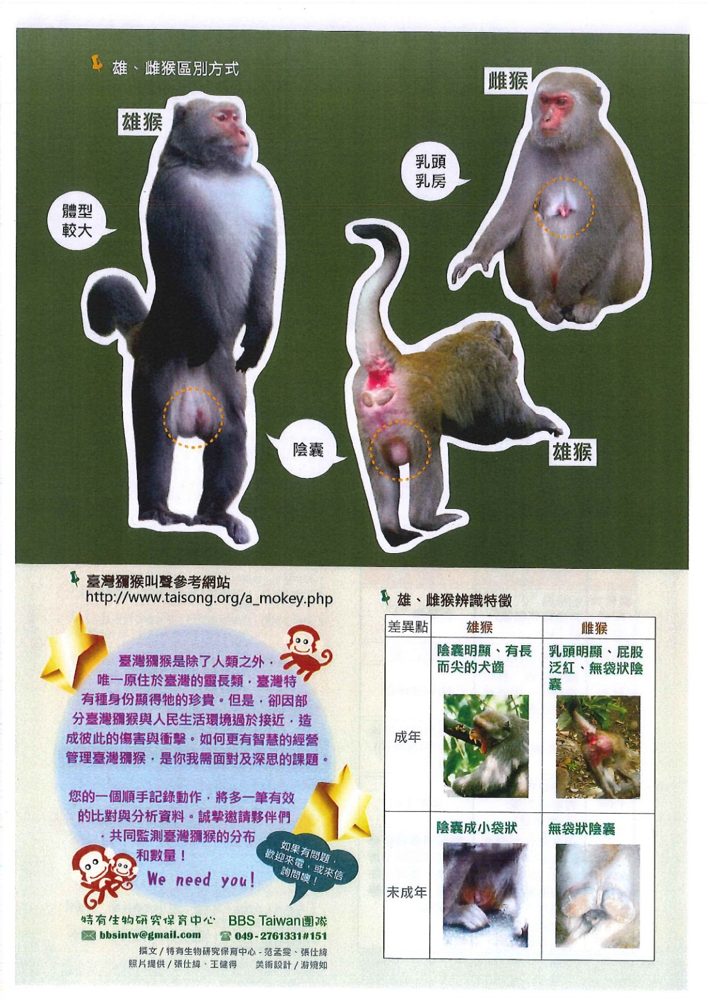 雄、雌猴區別方式
雄猴
雌猴
體型
較大
乳頭
乳房
陰囊
雄猴
臺灣獼猴叫聲參考網站
http://www.taisong.org/a_mokey.php
臺灣獼猴是除了人類之外，
唯一原住於臺灣的靈長類，臺灣特
有種身份顯得牠的珍貴。但是，卻因部
分臺灣獼猴與人民生活環境過於接近，造
成彼此的傷害與衝擊。如何更有智慧的經營
管理臺灣獼猴，是你我需面對及深思的課題。
您的一個順手記錄動作，將多一筆有效
的比對與分析資料。誠摯邀請夥伴們
，共同監測臺灣獼猴的分布
和數量！
We need you!
如果有問題，
歡迎來電，或來信
詢問噢！
特有生物研究保育中心 BBS Taiwan團隊
bbsintw@gmail.com 049-2761331#151
撰文/特有生物研究保育中心-范孟雯、張仕緯
照片提供/張仕緯、王健得 美術設計/游婉如
雄、雌猴辨識特徵
差異點 雄猴 雌猴
成年
陰囊明顯、有長
而尖的犬齒
乳頭明顯、屁股
泛紅、無袋狀陰
囊
未成年
陰囊成小袋狀
無袋狀陰囊